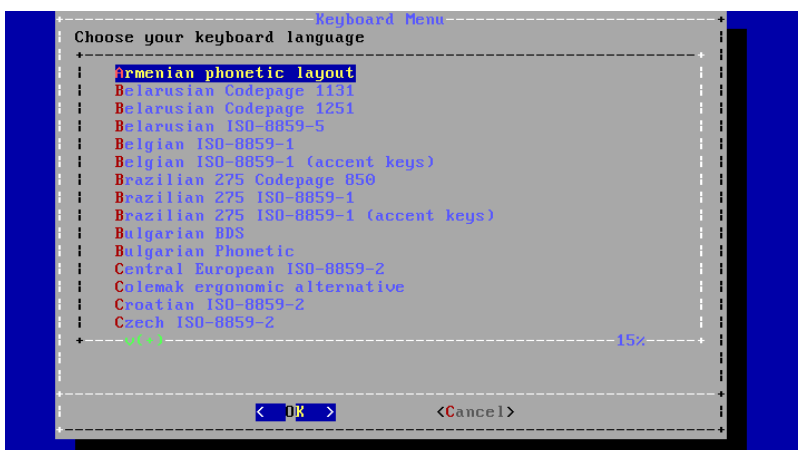 Keyboard Menu
Choose your keyboard language
Armenian phonetic layout
Belarusian Codepage 1131
Belarusian Codepage 1251
Belarusian ISO-8859-5
Belgian ISO-8859-1
Belgian ISO-8859-1 (accent keys)
Brazilian 275 Codepage 850
Brazilian 275 ISO-8859-1
Brazilian 275 ISO-8859-1 (accent keys)
Bulgarian BDS
Bulgarian Phonetic
Central European ISO-8859-2
Colemak ergonomic alternative
Croatian ISO-8859-2
Czech ISO-8859-2
v(+) 15%
< OK > <Cancel>